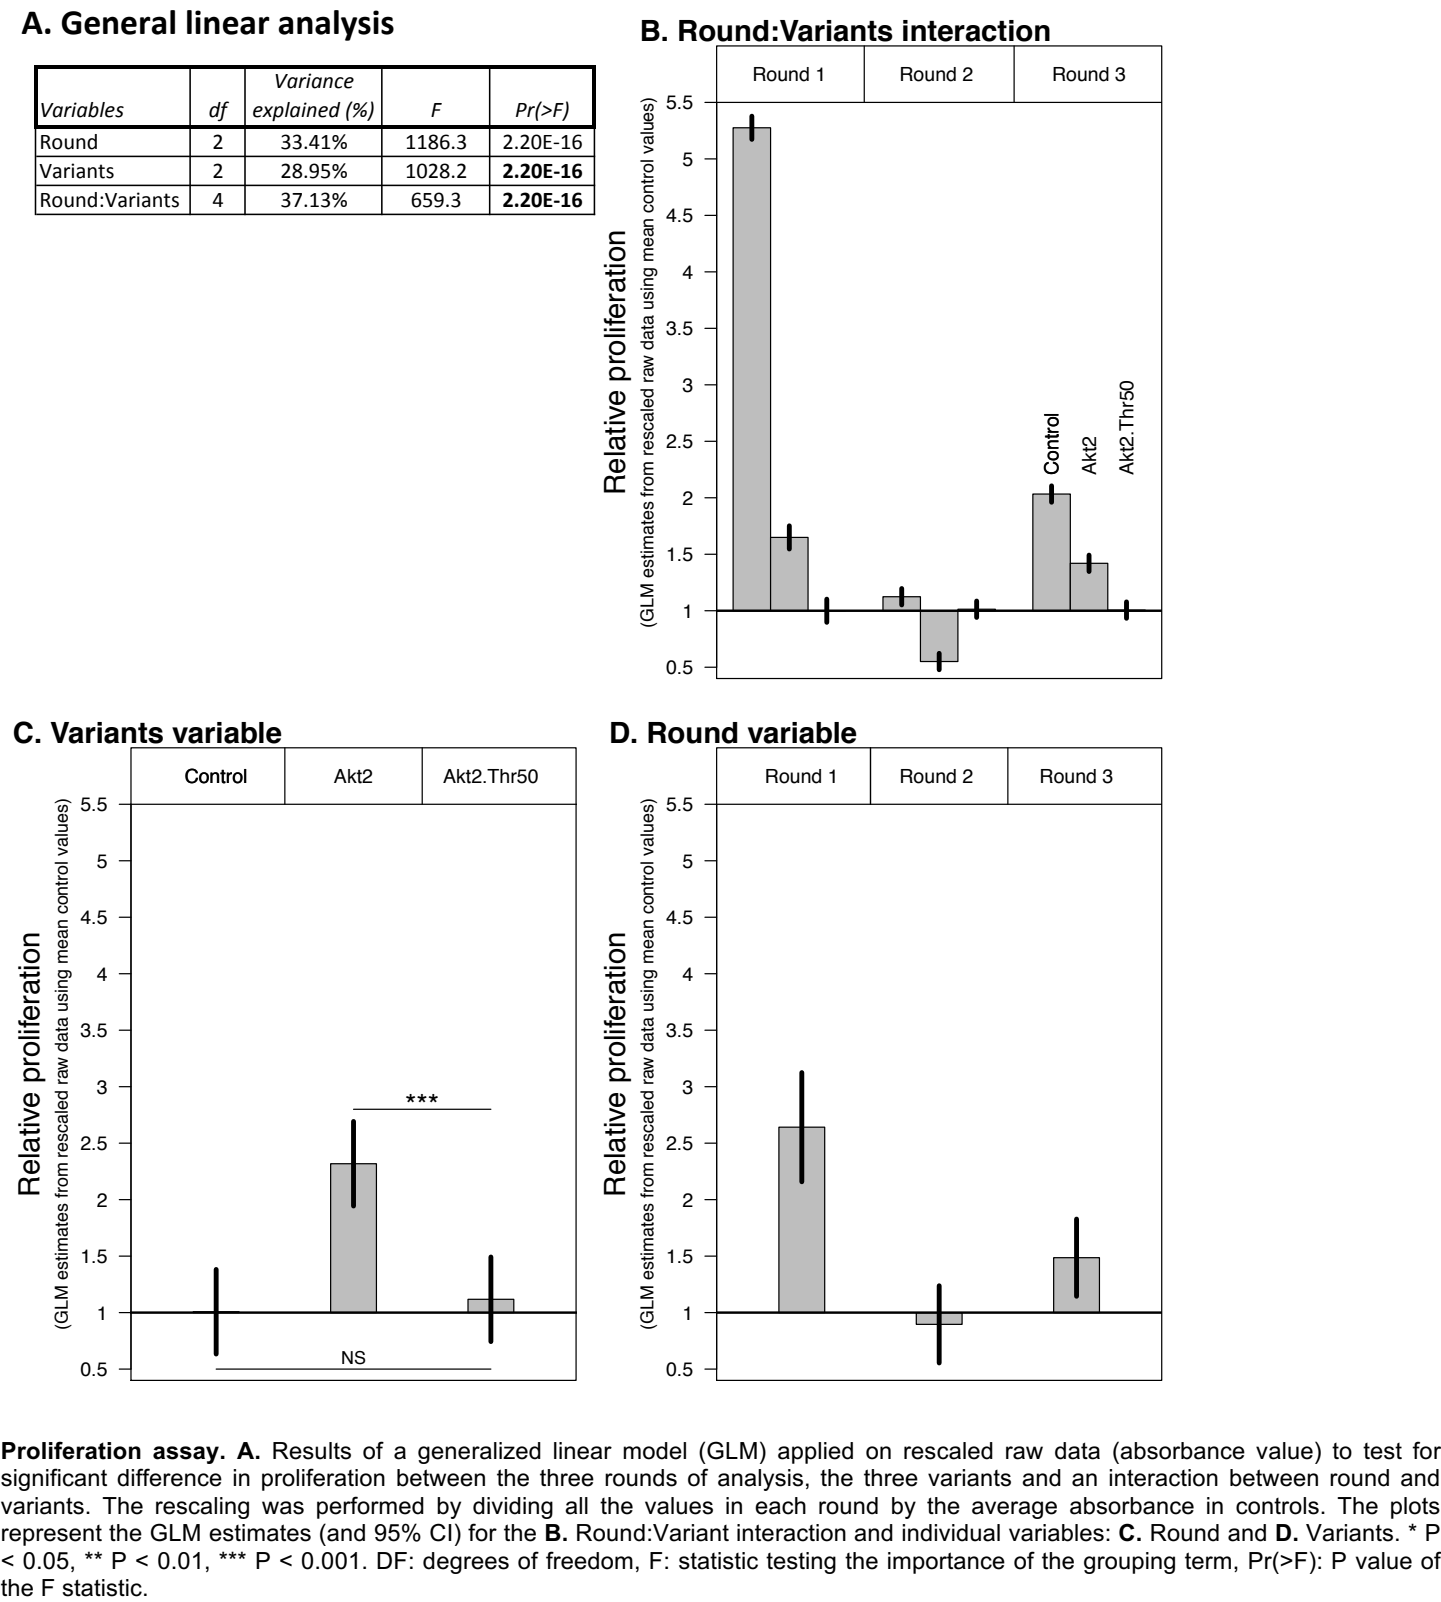 A. General linear analysis
Variables df Variance explained (%) F Pr(>F)
Round 2 33.41% 1186.3 2.20E-16
Variants 2 28.95% 1028.2 2.20E-16
Round:Variants 4 37.13% 659.3 2.20E-16
B. Round:Variants interaction
Round 1 Round 2 Round 3
Relative proliferation
(GLM estimates from rescaled raw data using mean control values)
5.5
5
4.5
4
3.5
3
2.5
2
1.5
1
0.5
Control
Akt2
Akt2.Thr50
C. Variants variable
Control Akt2 Akt2.Thr50
Relative proliferation
(GLM estimates from rescaled raw data using mean control values)
5.5
5
4.5
4
3.5
3
2.5
2
1.5
1
0.5
***
NS
D. Round variable
Round 1 Round 2 Round 3
Relative proliferation
(GLM estimates from rescaled raw data using mean control values)
5.5
5
4.5
4
3.5
3
2.5
2
1.5
1
0.5
Proliferation assay. A. Results of a generalized linear model (GLM) applied on rescaled raw data (absorbance value) to test for
significant difference in proliferation between the three rounds of analysis, the three variants and an interaction between round and
variants. The rescaling was performed by dividing all the values in each round by the average absorbance in controls. The plots
represent the GLM estimates (and 95% CI) for the B. Round:Variant interaction and individual variables: C. Round and D. Variants. * P
< 0.05, ** P < 0.01, *** P < 0.001. DF: degrees of freedom, F: statistic testing the importance of the grouping term, Pr(>F): P value of
the F statistic.